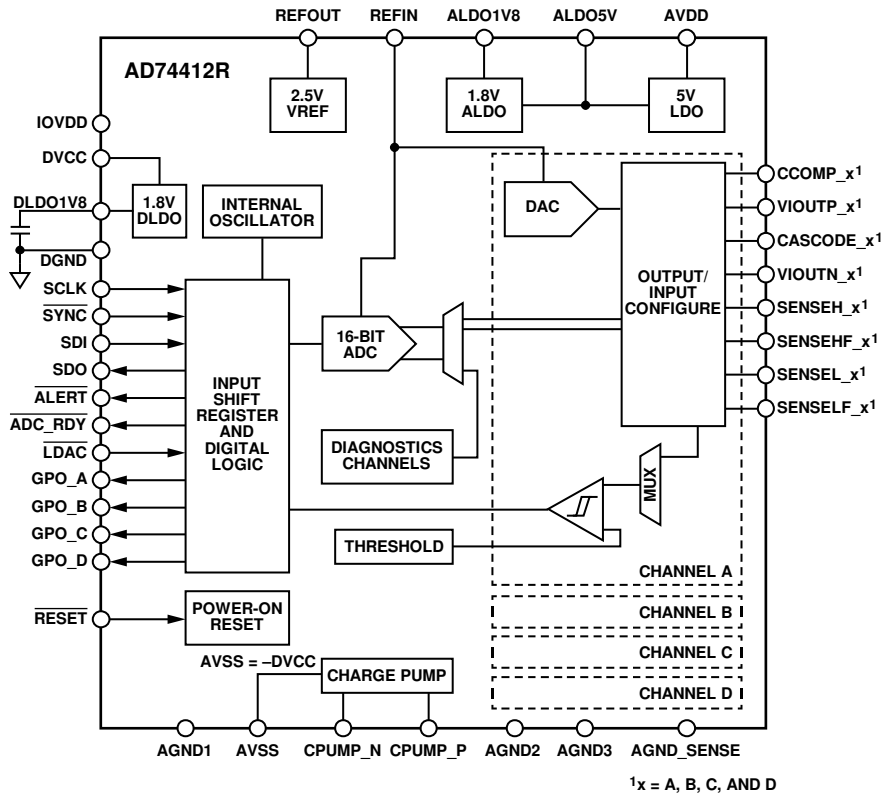 REFOUT REFIN ALDO1V8 ALDO5V AVDD
AD74412R
2.5V
VREF
1.8V
ALDO
5V
LDO
IOVDD
DVCC
DLDO1V8
1.8V
DLDO
DGND
INTERNAL
OSCILLATOR
SCLK
SYNC
SDI
SDO
ALERT
ADC_RDY
LDAC
GPO_A
GPO_B
GPO_C
GPO_D
RESET
INPUT
SHIFT
REGISTER
AND
DIGITAL
LOGIC
16-BIT
ADC
DIAGNOSTICS
CHANNELS
THRESHOLD
POWER-ON
RESET
AVSS = –DVCC
CHARGE PUMP
DAC
OUTPUT/
INPUT
CONFIGURE
MUX
CHANNEL A
CHANNEL B
CHANNEL C
CHANNEL D
CCOMP_x¹
VIOUTP_x¹
CASCODE_x¹
VIOUTN_x¹
SENSEH_x¹
SENSEHF_x¹
SENSEL_x¹
SENSELF_x¹
AGND1 AVSS CPUMP_N CPUMP_P AGND2 AGND3 AGND_SENSE
¹x = A, B, C, AND D